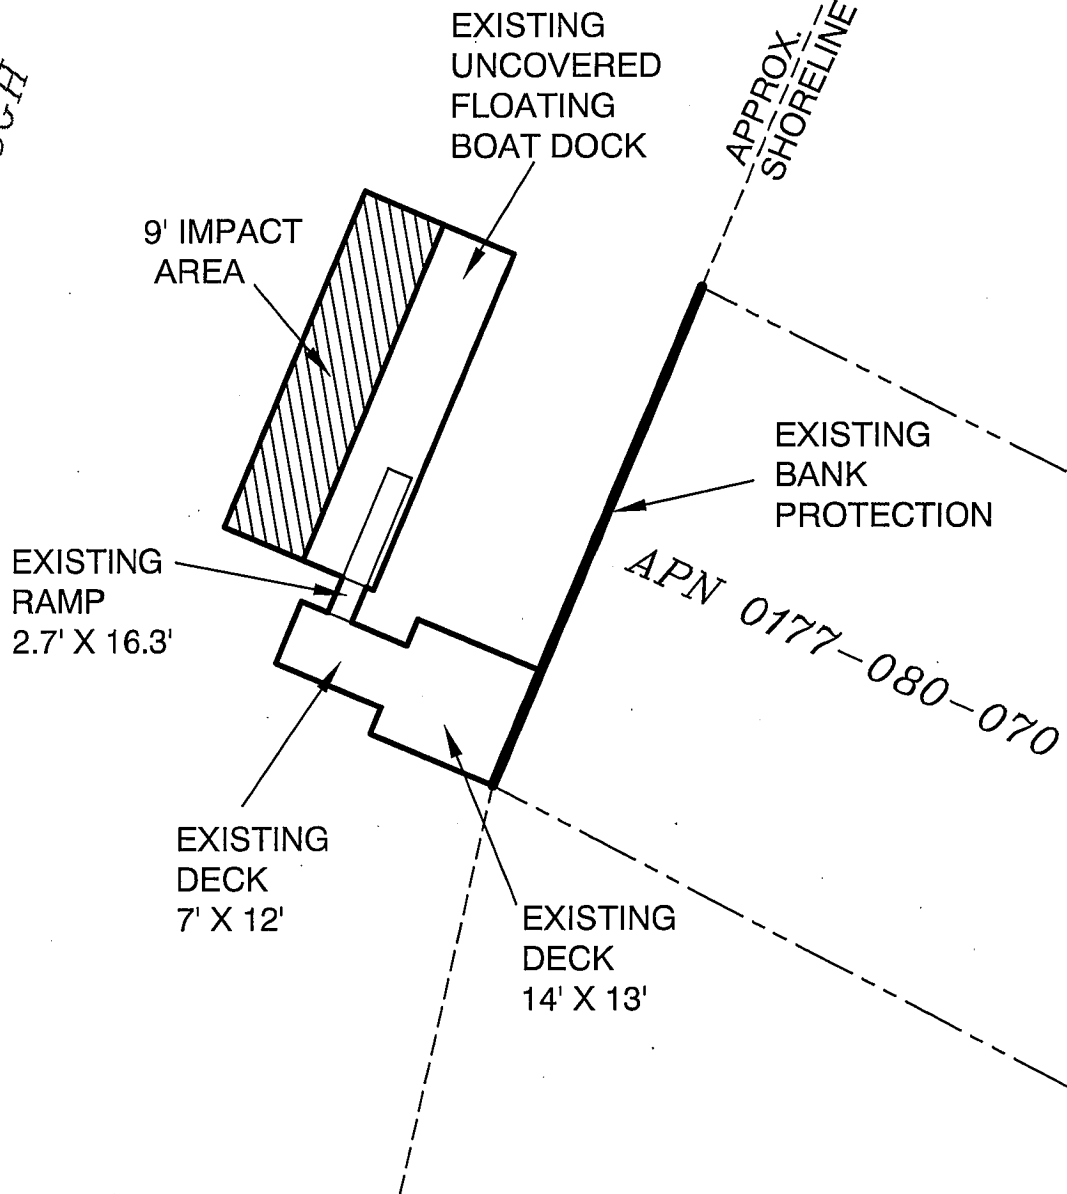 EXISTING
UNCOVERED
FLOATING
BOAT DOCK
APPROX.
SHORELINE
9' IMPACT
AREA
EXISTING
BANK
PROTECTION
EXISTING
RAMP
2.7' X 16.3'
APN 0177-080-070
EXISTING
DECK
7' X 12'
EXISTING
DECK
14' X 13'